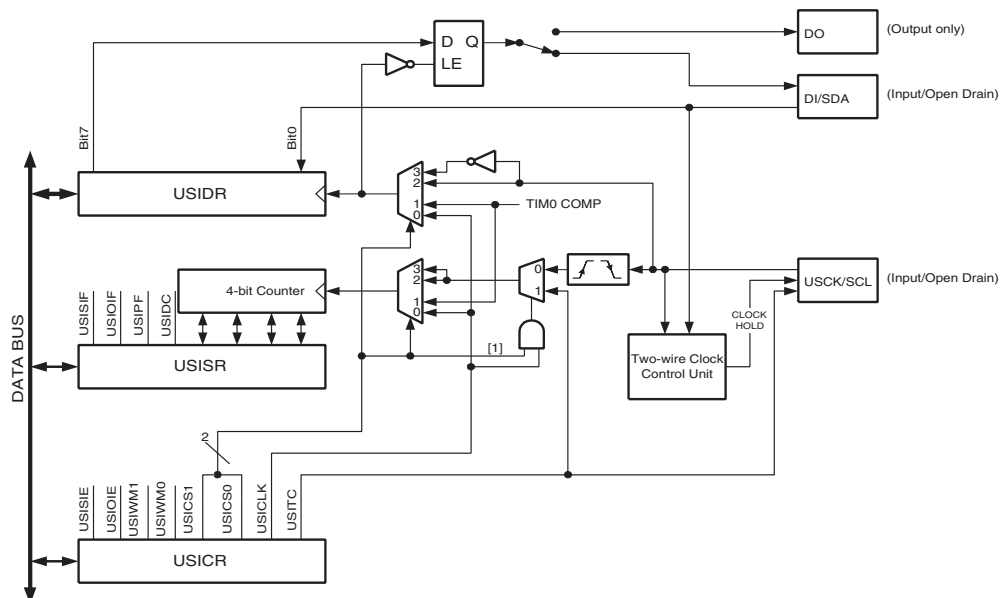 D Q
LE
DO
(Output only)
DI/SDA
(Input/Open Drain)
Bit7
Bit0
USIDR
3
2
1
0
TIM0 COMP
4-bit Counter
3
2
1
0
0
1
USCK/SCL
(Input/Open Drain)
CLOCK
HOLD
USISIF
USIOIF
USIPF
USIDC
USISR
[1]
Two-wire Clock
Control Unit
DATA BUS
2
USISIE
USIOIE
USIWM1
USIWM0
USICS1
USICS0
USICLK
USITC
USICR